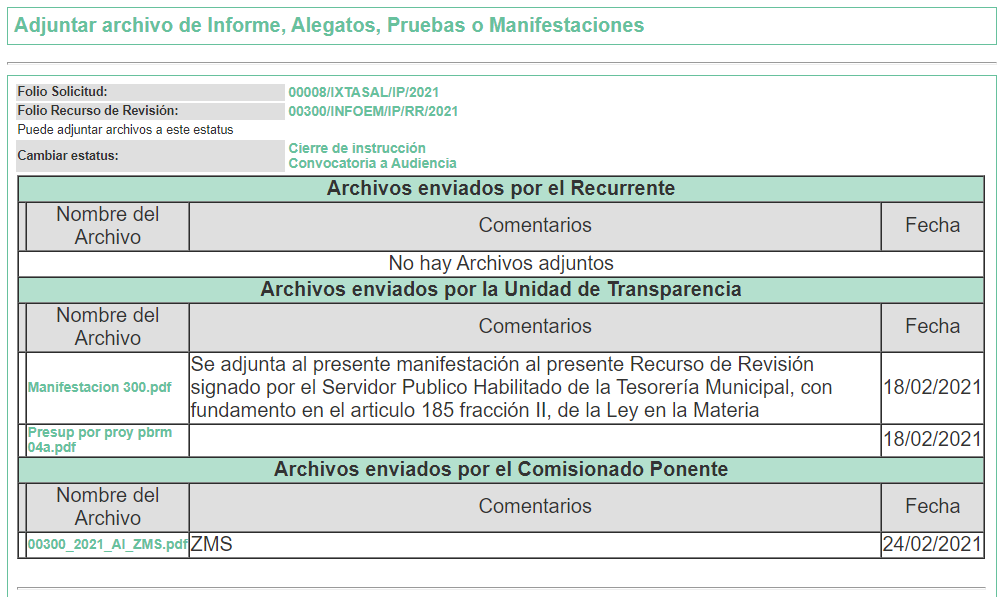 Adjuntar archivo de Informe, Alegatos, Pruebas o Manifestaciones
Folio Solicitud: 00008/IXTASAL/IP/2021
Folio Recurso de Revisión: 00300/INFOEM/IP/RR/2021
Puede adjuntar archivos a este estatus
Cambiar estatus: Cierre de instrucción
Convocatoria a Audiencia
Archivos enviados por el Recurrente
Nombre del Archivo Comentarios Fecha
No hay Archivos adjuntos
Archivos enviados por la Unidad de Transparencia
Nombre del Archivo Comentarios Fecha
Manifestacion 300.pdf
Se adjunta al presente manifestación al presente Recurso de Revisión
signado por el Servidor Publico Habilitado de la Tesorería Municipal, con
fundamento en el articulo 185 fracción II, de la Ley en la Materia
18/02/2021
Presup por proy pbrm
04a.pdf
18/02/2021
Archivos enviados por el Comisionado Ponente
Nombre del Archivo Comentarios Fecha
00300_2021_AI_ZMS.pdf ZMS 24/02/2021